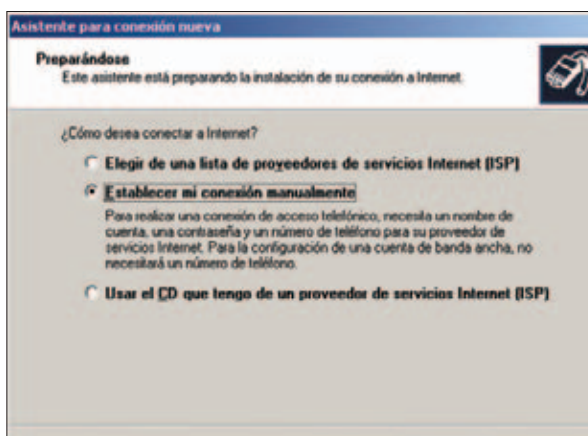 Asistente para conexión nueva
Preparándose
Este asistente está preparando la instalación de su conexión a Internet.
¿Cómo desea conectar a Internet?
Elegir de una lista de proveedores de servicios Internet (ISP)
Establecer mi conexión manualmente
Para realizar una conexión de acceso telefónico, necesita un nombre de
cuenta, una contraseña y un número de teléfono para su proveedor de
servicios Internet. Para la configuración de una cuenta de banda ancha, no
necesitará un número de teléfono.
Usar el CD que tengo de un proveedor de servicios Internet (ISP)